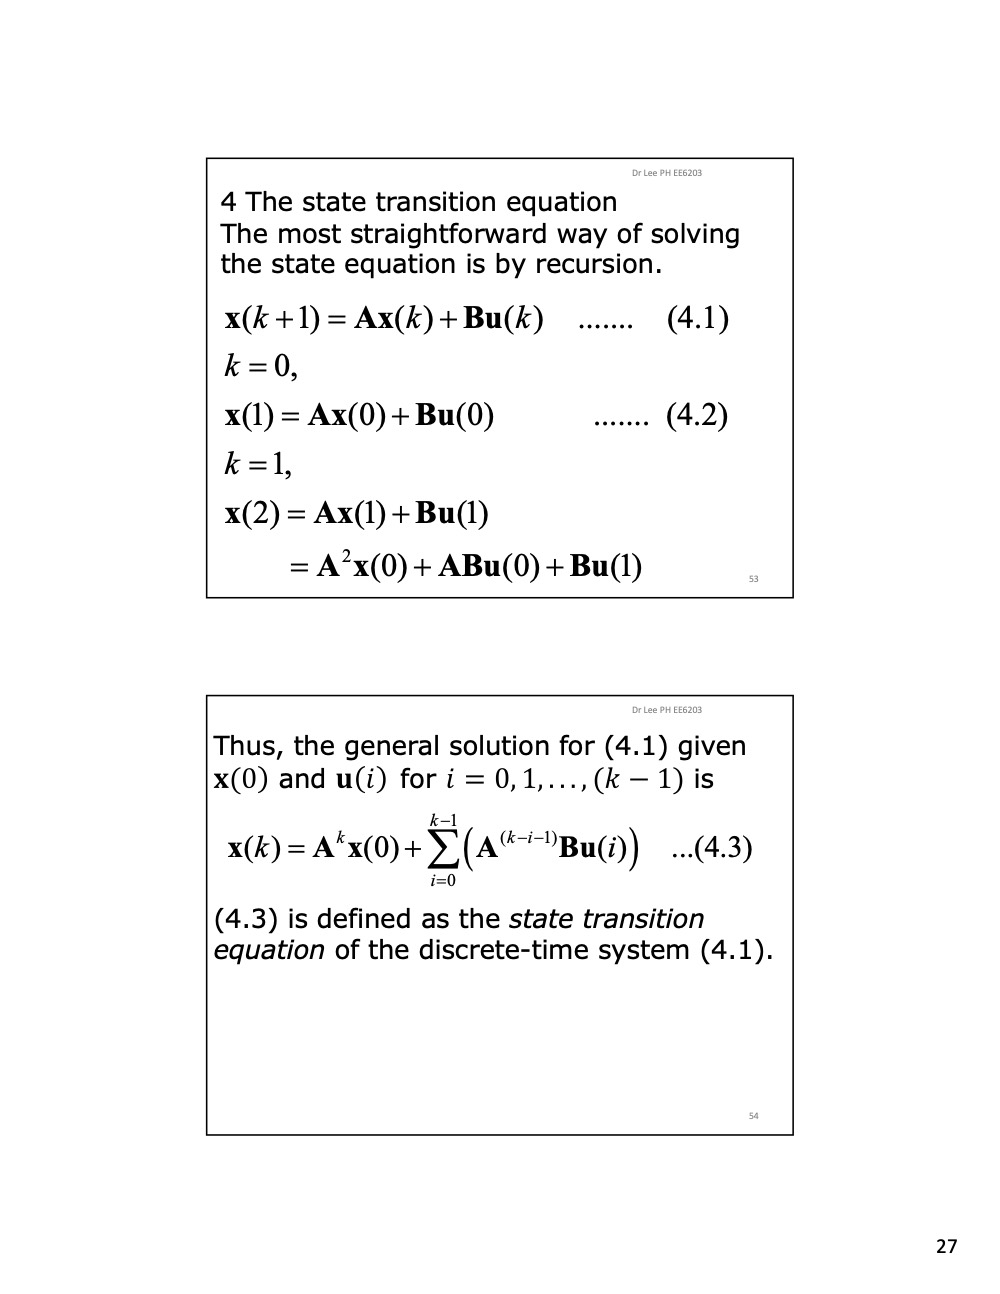 Dr Lee PH EE6203
4 The state transition equation
The most straightforward way of solving
the state equation is by recursion.
x(k+1) = Ax(k) + Bu(k) ....... (4.1)
k = 0,
x(1) = Ax(0) + Bu(0) ....... (4.2)
k = 1,
x(2) = Ax(1) + Bu(1)
= A²x(0) + ABu(0) + Bu(1)
53
Dr Lee PH EE6203
Thus, the general solution for (4.1) given
x(0) and u(i) for i = 0, 1, . . . , (k − 1) is
x(k) = A^k x(0) + ∑_{i=0}^{k−1} (A^{(k−i−1)} Bu(i)) ...(4.3)
(4.3) is defined as the state transition
equation of the discrete-time system (4.1).
54
27